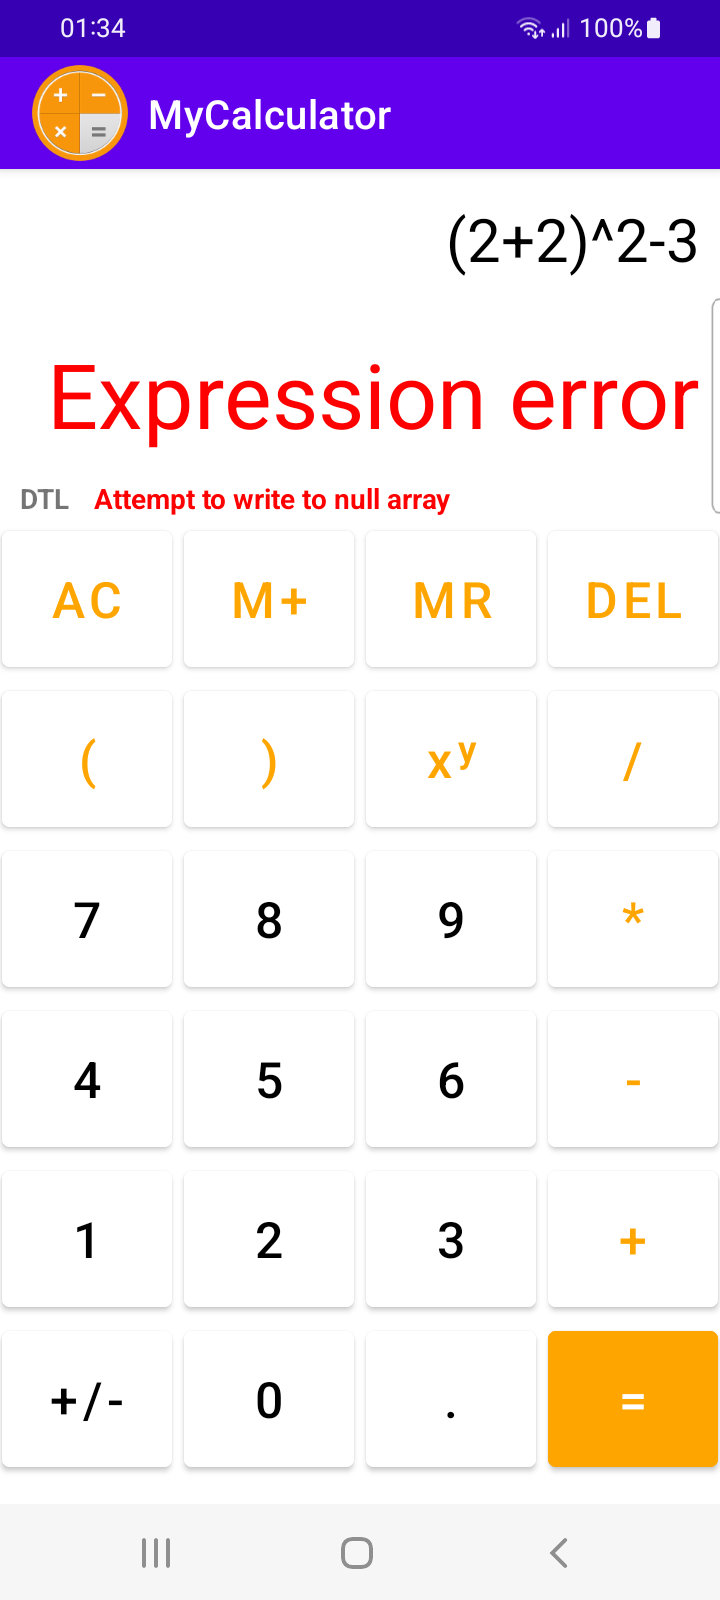 01:34 100%
+ -
× =
MyCalculator
(2+2)^2-3
Expression error
DTL Attempt to write to null array
AC M+ MR DEL
( ) xʸ /
7 8 9 *
4 5 6 -
1 2 3 +
+/- 0 . =